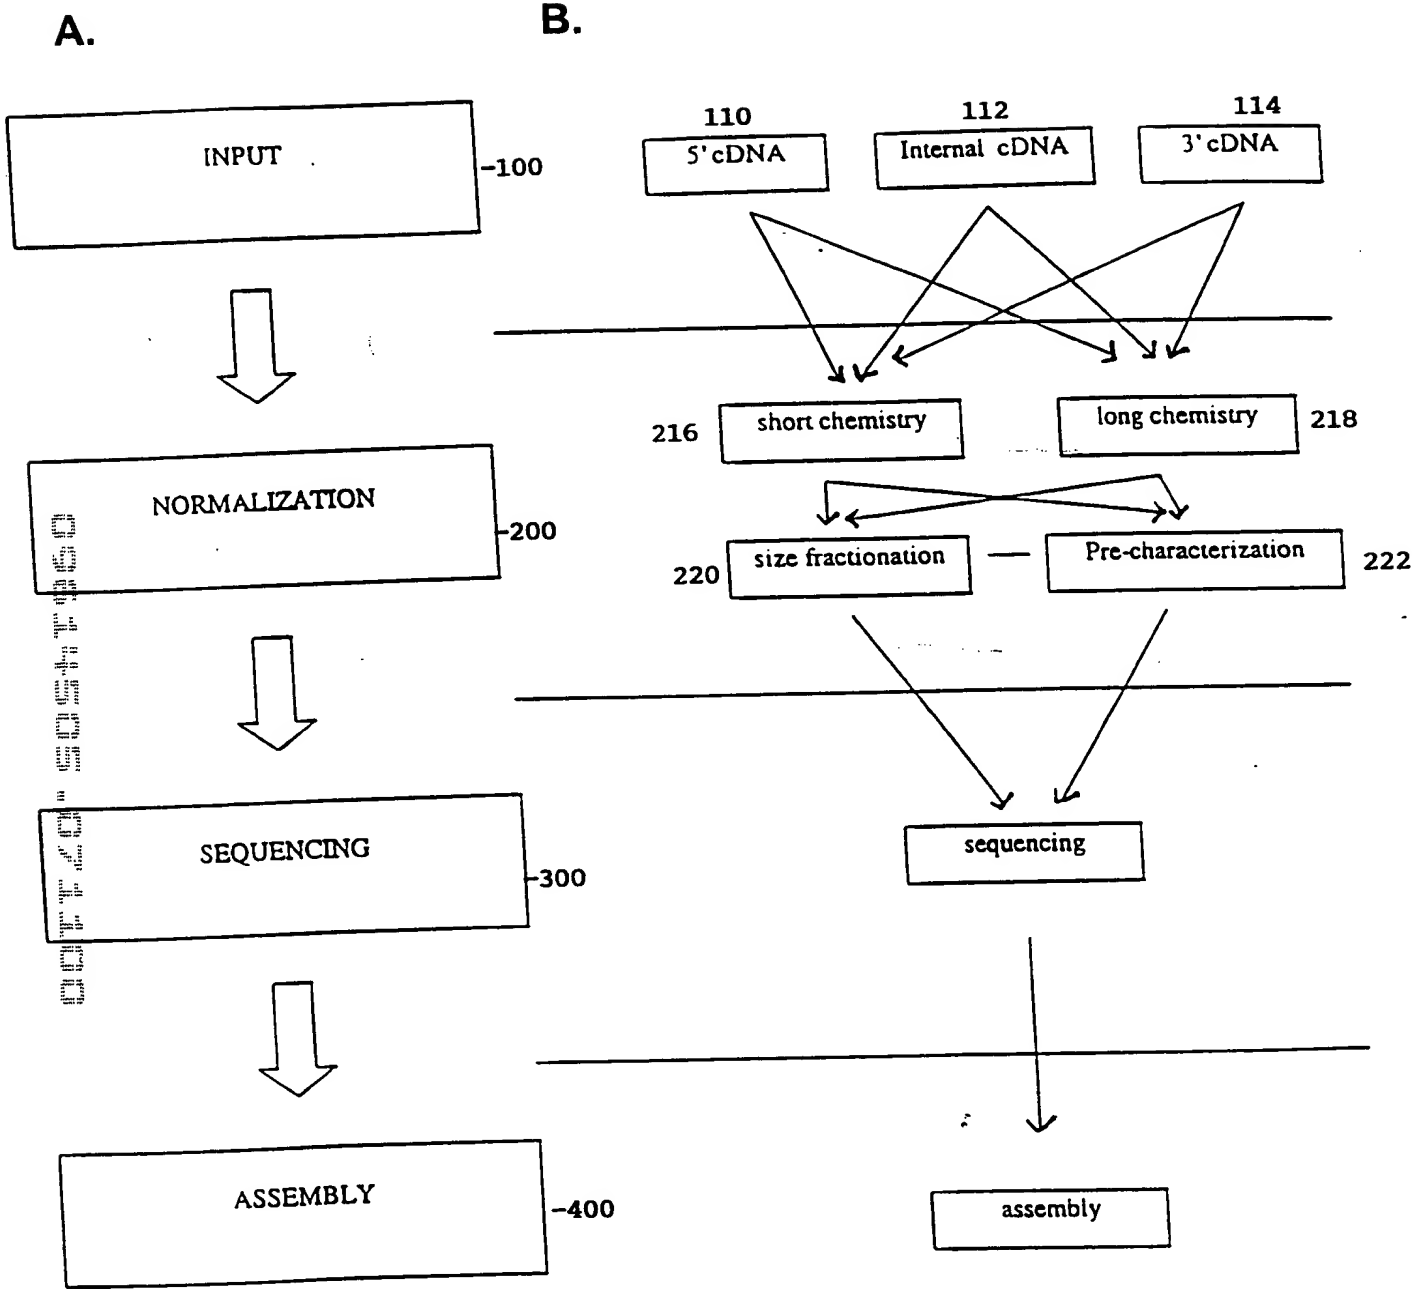 A.
B.
INPUT
-100
110
5'cDNA
112
Internal cDNA
114
3'cDNA
216
short chemistry
long chemistry
218
NORMALIZATION
-200
220
size fractionation
Pre-characterization
222
SEQUENCING
-300
sequencing
ASSEMBLY
-400
assembly